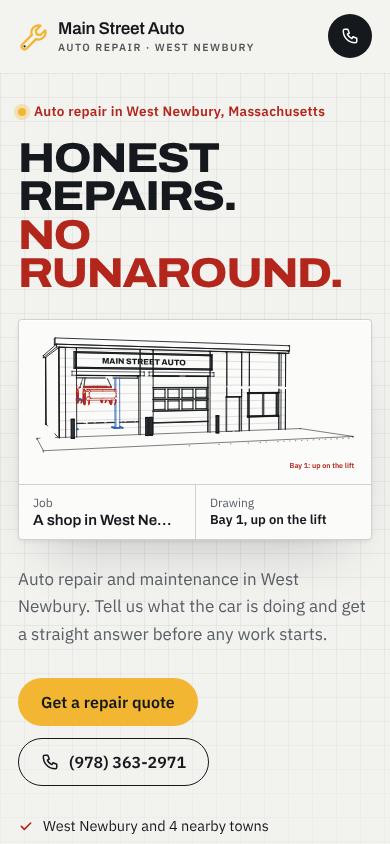 Main Street Auto
AUTO REPAIR · WEST NEWBURY
Auto repair in West Newbury, Massachusetts
HONEST
REPAIRS.
NO
RUNAROUND.
MAIN STREET AUTO
Bay 1: up on the lift
Job
A shop in West Ne…
Drawing
Bay 1, up on the lift
Auto repair and maintenance in West
Newbury. Tell us what the car is doing and get
a straight answer before any work starts.
Get a repair quote
(978) 363-2971
West Newbury and 4 nearby towns